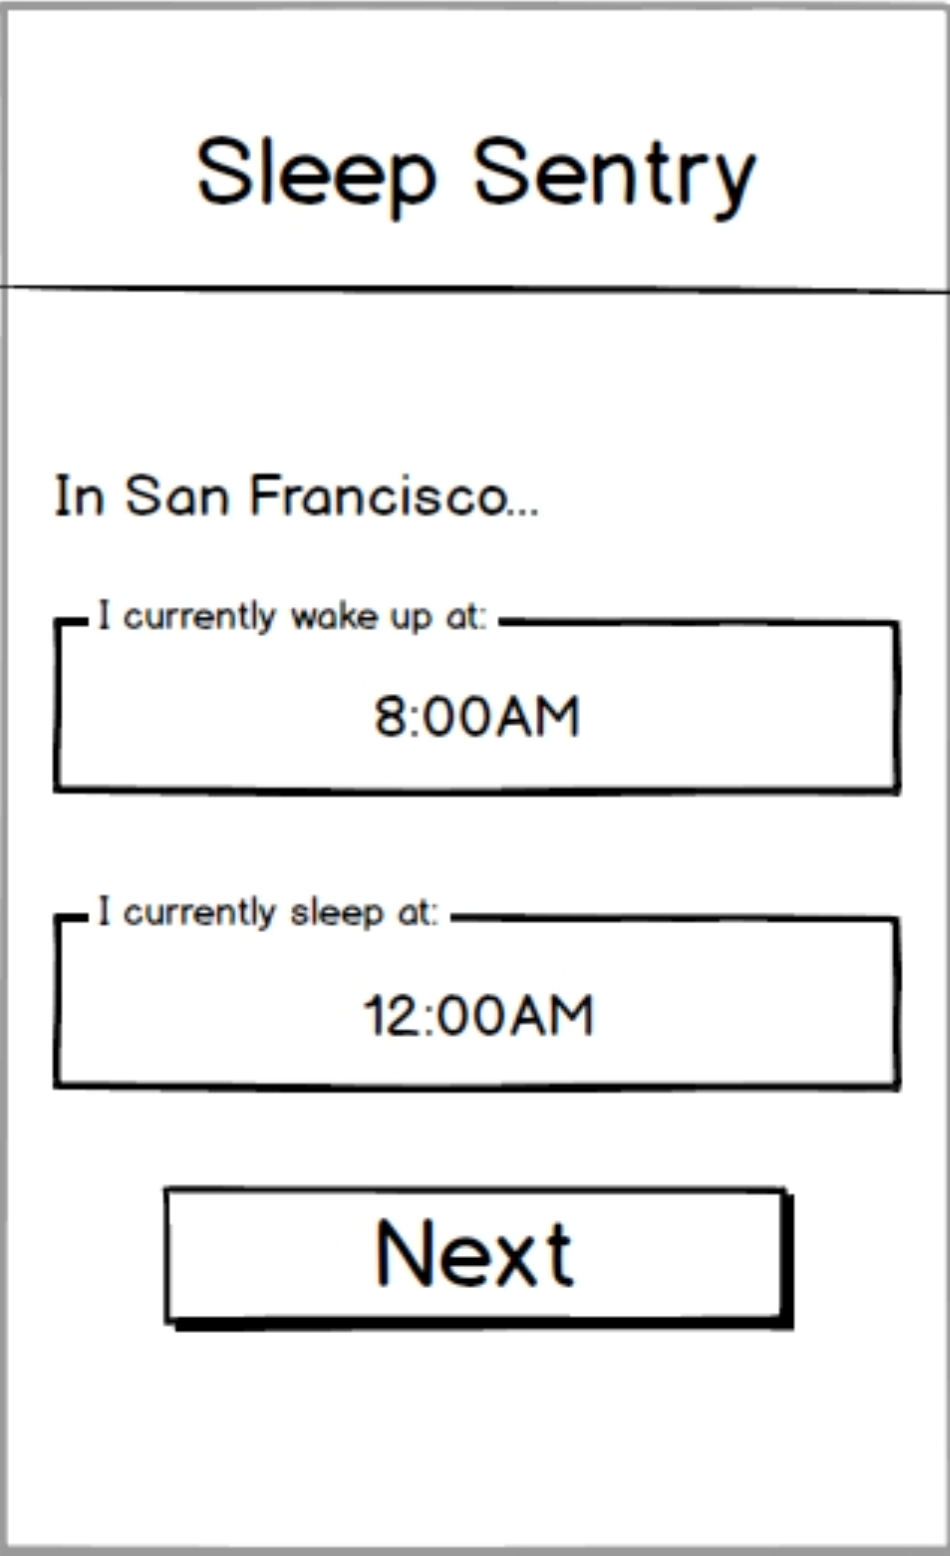 Sleep Sentry
In San Francisco...
I currently wake up at:
8:00AM
I currently sleep at:
12:00AM
Next